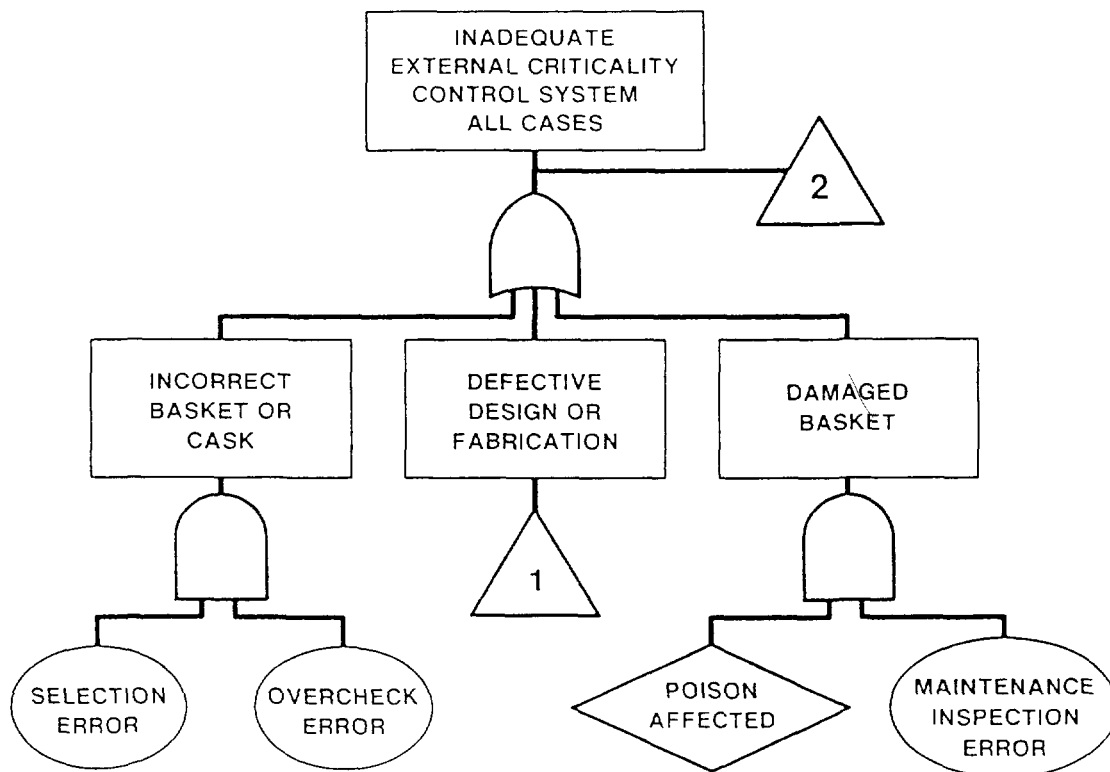 INADEQUATE
EXTERNAL CRITICALITY
CONTROL SYSTEM
ALL CASES
2
INCORRECT
BASKET OR
CASK
DEFECTIVE
DESIGN OR
FABRICATION
DAMAGED
BASKET
1
SELECTION
ERROR
OVERCHECK
ERROR
POISON
AFFECTED
MAINTENANCE
INSPECTION
ERROR